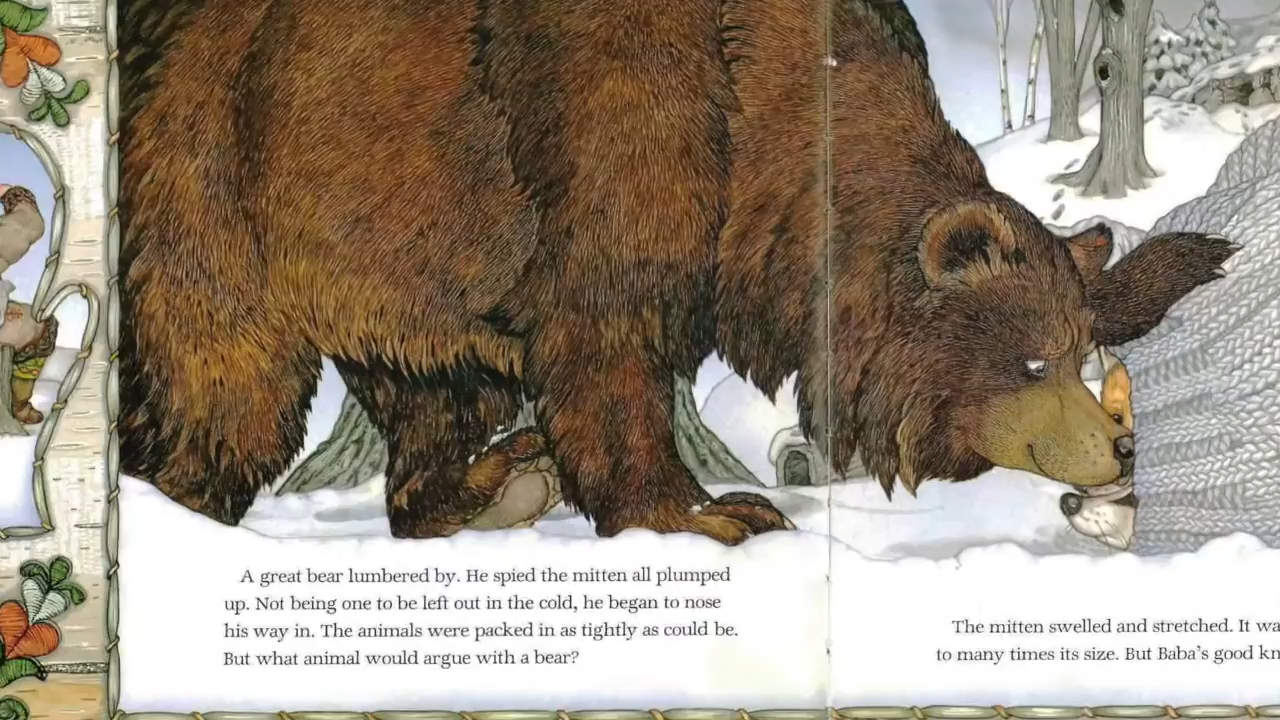 A great bear lumbered by. He spied the mitten all plumped
up. Not being one to be left out in the cold, he began to nose
his way in. The animals were packed in as tightly as could be.
But what animal would argue with a bear?
The mitten swelled and stretched. It
to many times its size. But Baba's good